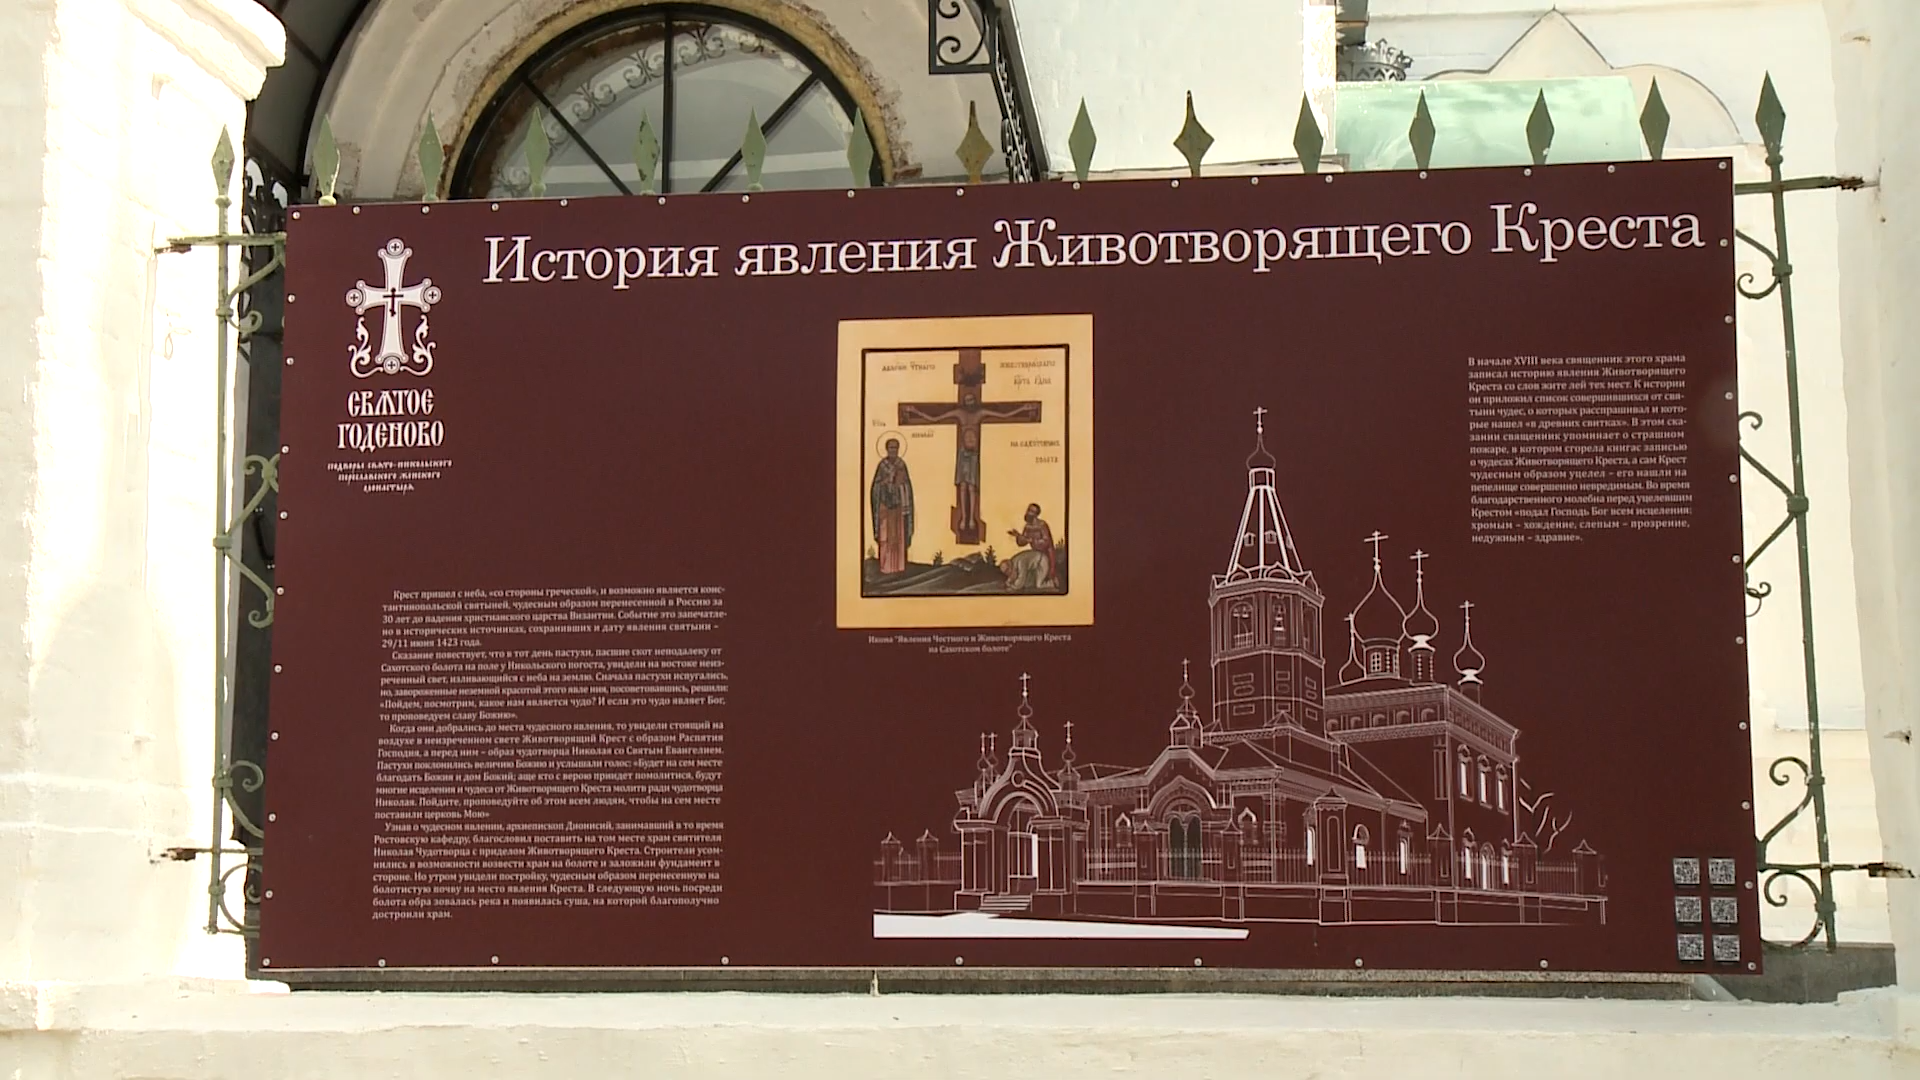 История явления Животворящего Креста
СВЯТОЕ
ГОДЕНОВО
подворье свято-никольского
переславского женского
монастыря
Крест пришел с неба, «со стороны греческой», и возможно является конс-
тантинопольской святыней, чудесным образом перенесенной в Россию за
30 лет до падения христианского царства Византии. Событие это запечатле-
но в исторических источниках, сохранивших и дату явления святыни –
29/11 июня 1423 года.
Сказание повествует, что в тот день пастухи, пасшие скот неподалеку от
Сахотского болота на поле у Никольского погоста, увидели на востоке неиз-
реченный свет, изливающийся с неба на землю. Сначала пастухи испугались,
но, завороженные неземной красотой этого явле ния, посоветовавшись, решили:
«Пойдем, посмотрим, какое нам является чудо? И если это чудо являет Бог,
то проповедуем славу Божию».
Когда они добрались до места чудесного явления, то увидели стоящий на
воздухе в неизреченном свете Животворящий Крест с образом Распятия
Господня, а перед ним – образ чудотворца Николая со Святым Евангелием.
Пастухи поклонились величию Божию и услышали голос: «Будет на сем месте
благодать Божия и дом Божий; аще кто с верою приидет помолитися, будут
многие исцеления и чудеса от Животворящего Креста молитв ради чудотворца
Николая. Пойдите, проповедуйте об этом всем людям, чтобы на сем месте
поставили церковь Мою»
Узнав о чудесном явлении, архиепископ Дионисий, занимавший в то время
Ростовскую кафедру, благословил поставить на том месте храм святителя
Николая Чудотворца с приделом Животворящего Креста. Строители усом-
нились в возможности возвести храм на болоте и заложили фундамент в
стороне. Но утром увидели постройку, чудесным образом перенесенную на
болотистую почву на место явления Креста. В следующую ночь посреди
болота обра зовалась река и появилась суша, на которой благополучно
достроили храм.
НИКОЛАЕ
НА САХОТСКОМЪ
БОЛОТѢ
Икона "Явления Честного и Животворящего Креста
на Сахотском болоте"
В начале XVIII века священник этого храма
записал историю явления Животворящего
Креста со слов жите лей тех мест. К истории
он приложил список совершившихся от свя-
тыни чудес, о которых расспрашивал и кото-
рые нашел «в древних свитках». В этом ска-
зании священник упоминает о страшном
пожаре, в котором сгорела книгас записью
о чудесах Животворящего Креста, а сам Крест
чудесным образом уцелел – его нашли на
пепелище совершенно невредимым. Во время
благодарственного молебна перед уцелевшим
Крестом «подал Господь Бог всем исцеления:
хромым – хождение, слепым – прозрение,
недужным – здравие».